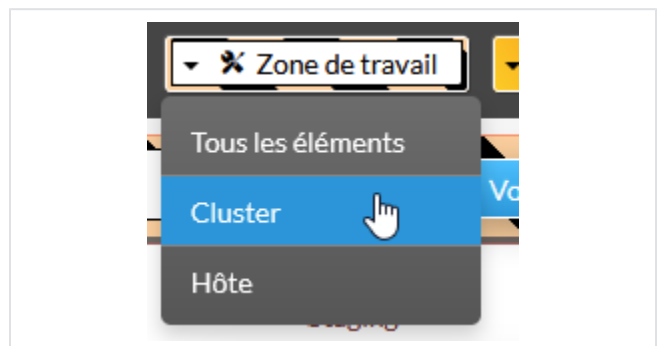 Zone de travail
Tous les éléments
Cluster
Vo
Hôte